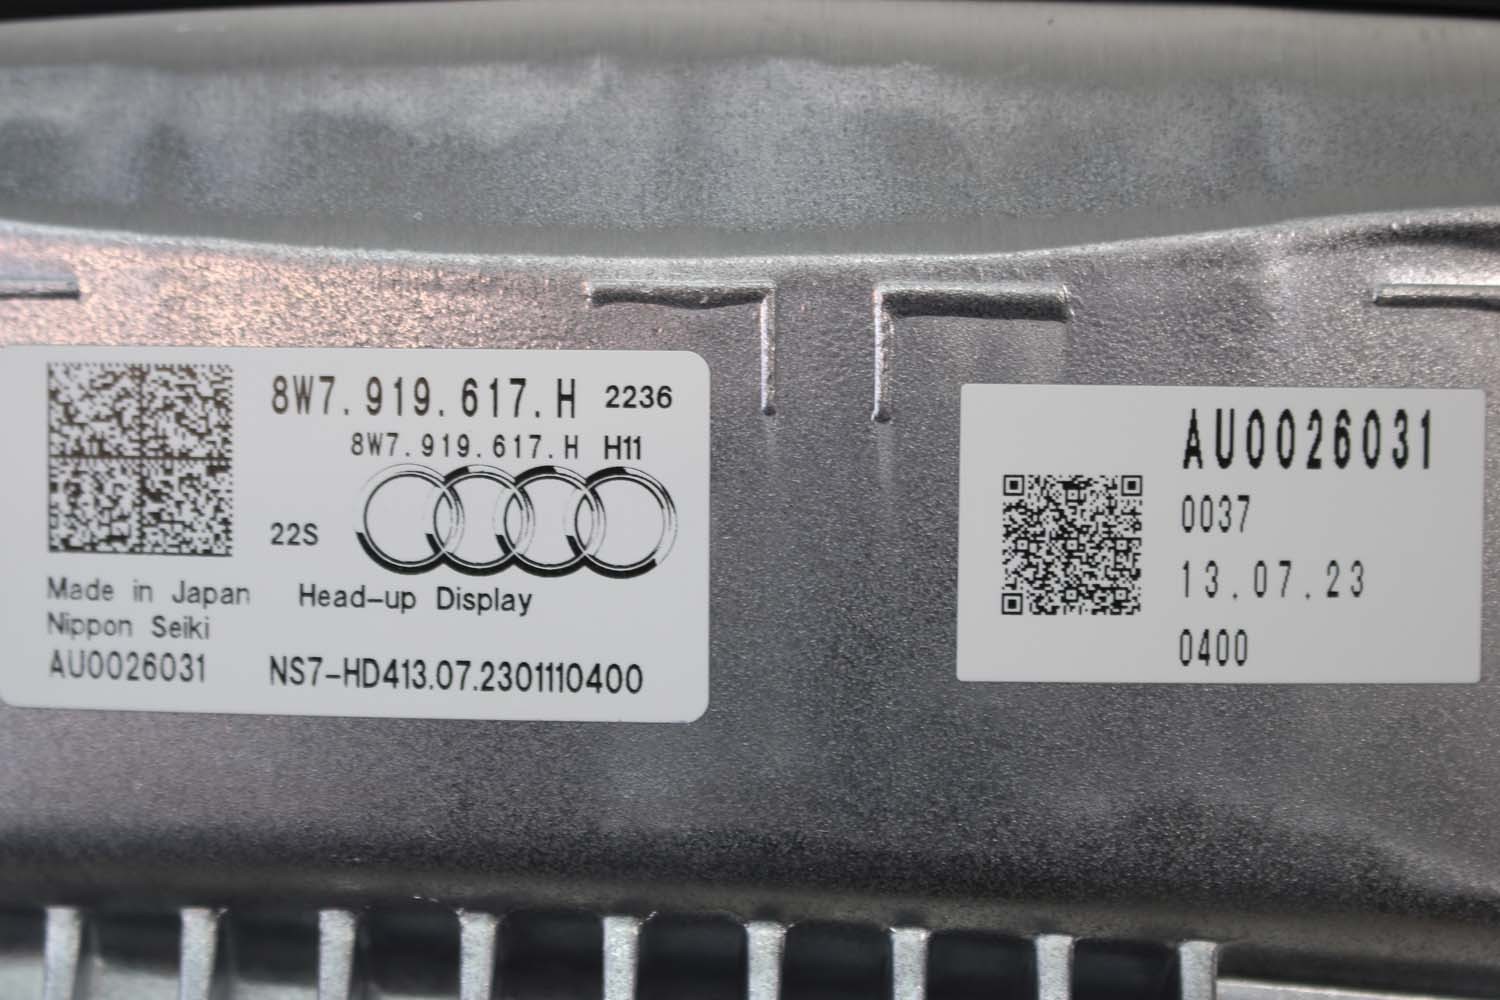 8W7.919.617.H 2236
8W7.919.617.H H11
22S
Made in Japan Head-up Display
Nippon Seiki
AU0026031 NS7-HD413.07.2301110400
AU0026031
0037
13.07.23
0400